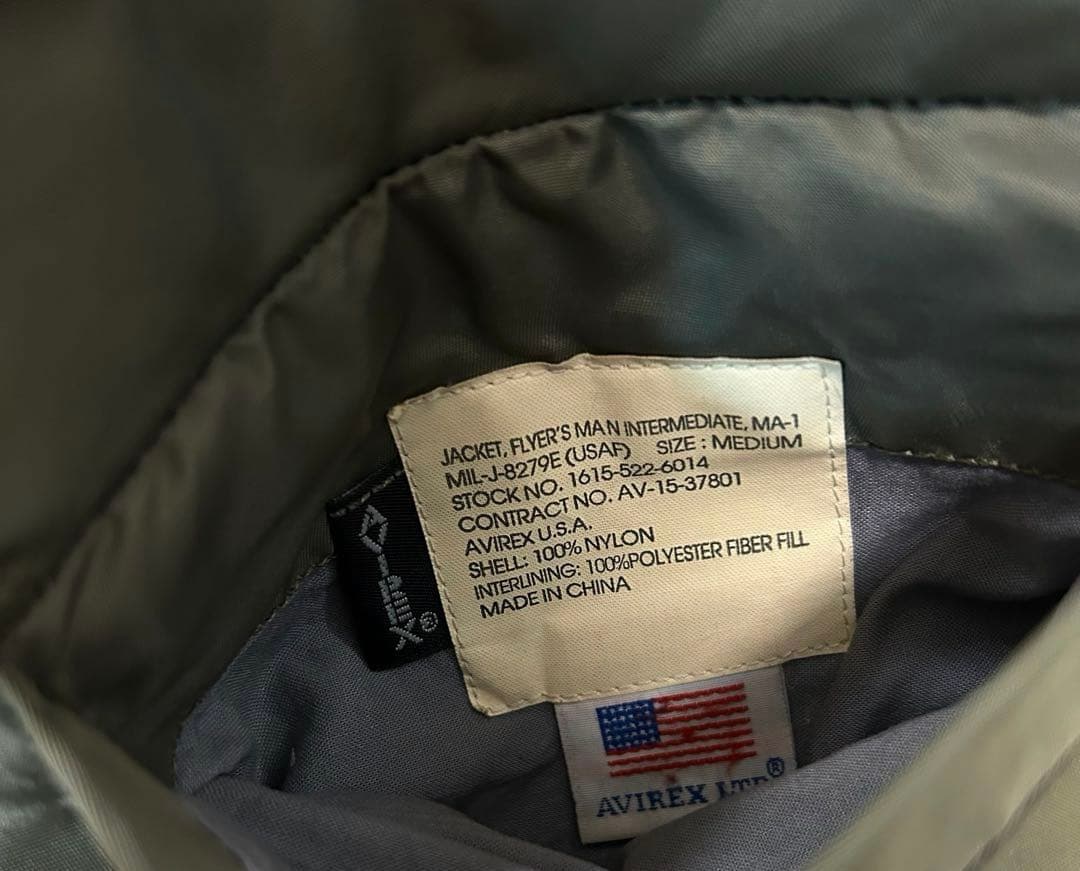 JACKET, FLYER'S MAN INTERMEDIATE, MA-1
MIL-J-8279E (USAF) SIZE : MEDIUM
STOCK NO. 1615-522-6014
CONTRACT NO. AV-15-37801
AVIREX U.S.A.
SHELL: 100% NYLON
INTERLINING: 100%POLYESTER FIBER FILL
MADE IN CHINA
AVIREX®
AVIREX LTD®